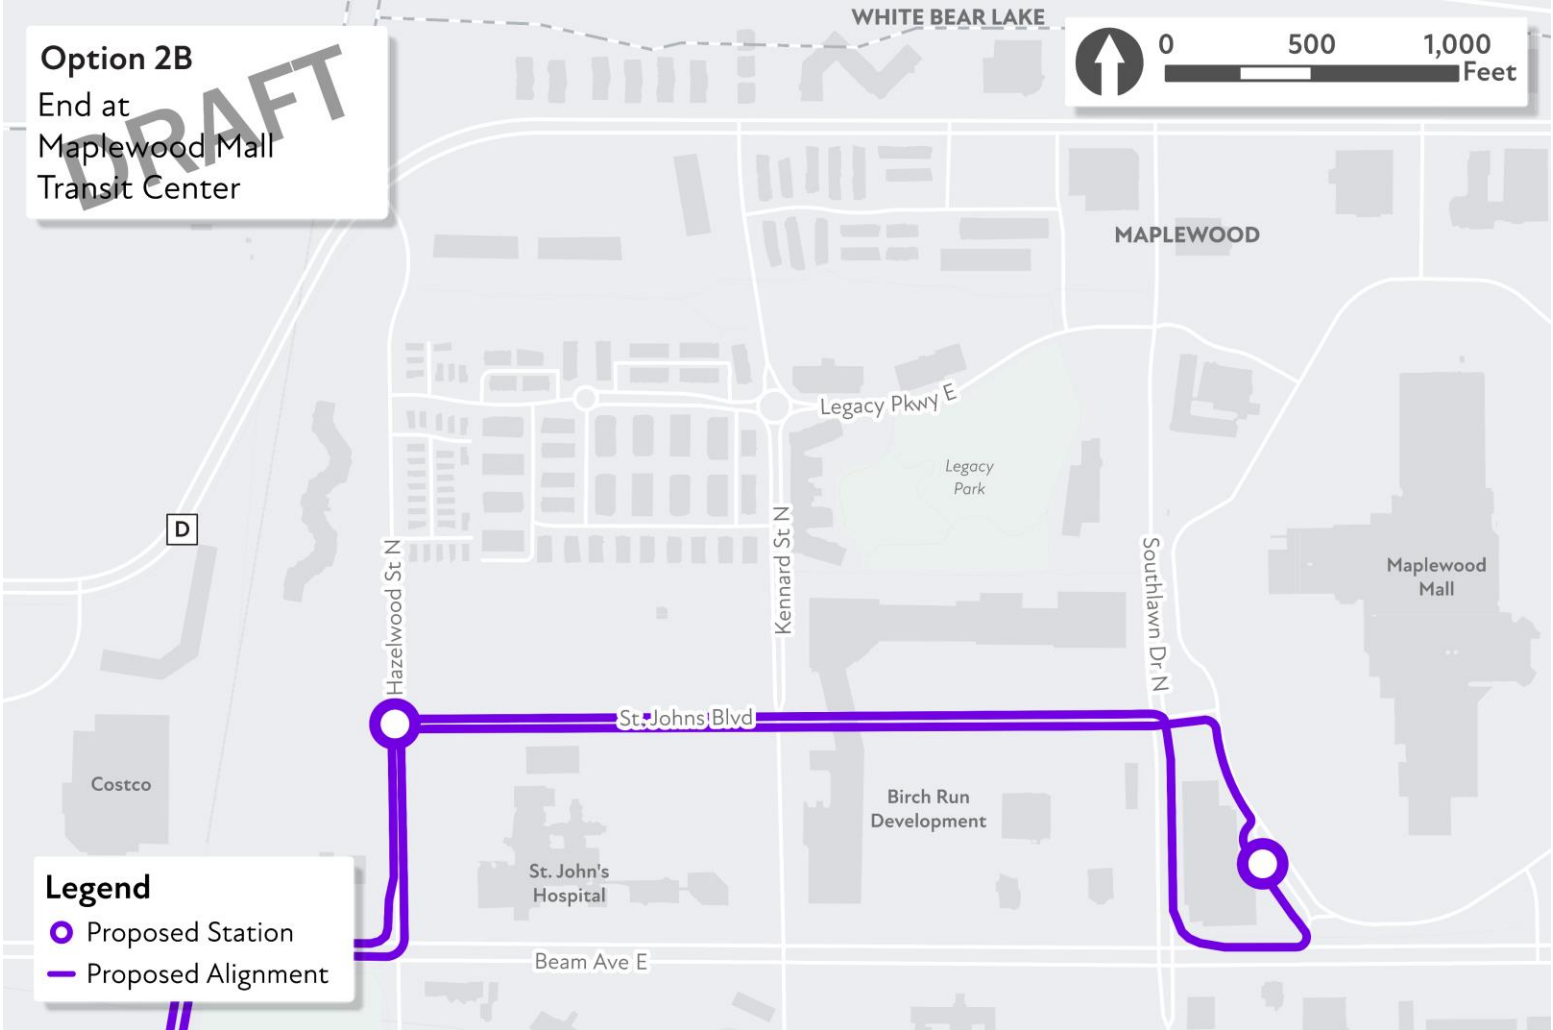 WHITE BEAR LAKE
Option 2B
End at
Maplewood Mall
Transit Center
DRAFT
0 500 1,000
Feet
MAPLEWOOD
Legacy Pkwy E
Legacy
Park
D
Hazelwood St N
Kennard St N
Southlawn Dr N
Maplewood
Mall
St. Johns Blvd
Costco
Birch Run
Development
St. John's
Hospital
Legend
Proposed Station
Proposed Alignment
Beam Ave E